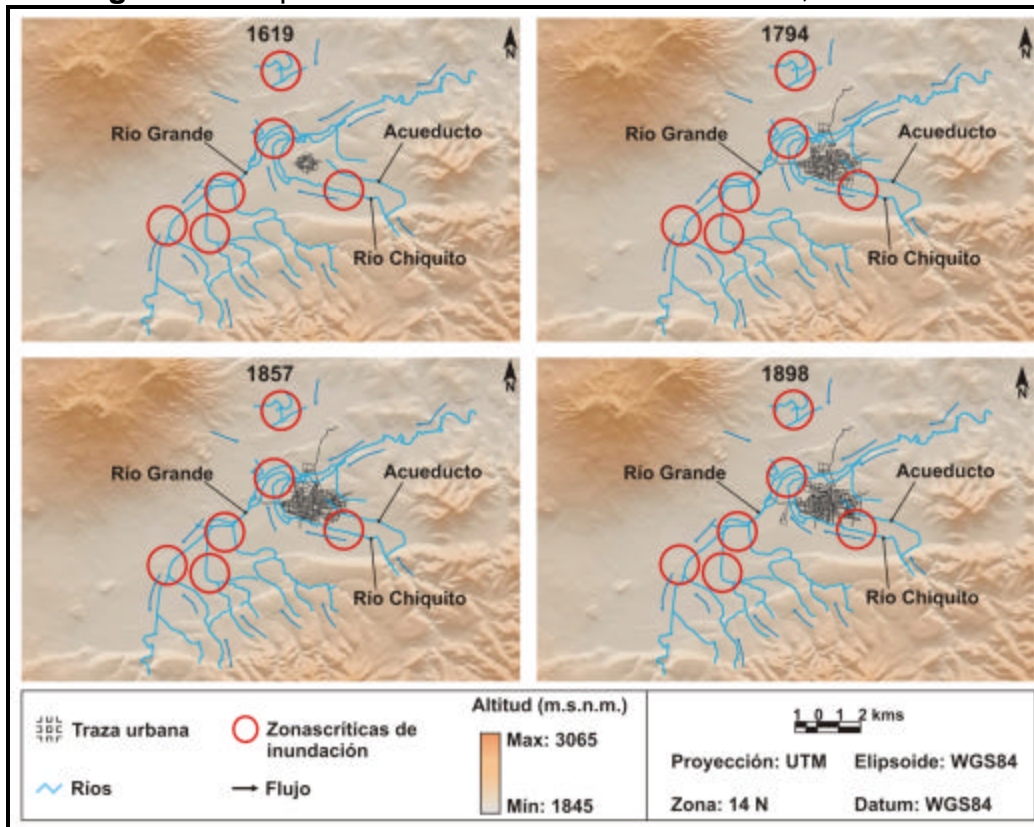 1619
N
Río Grande
Acueducto
Río Chiquito
1794
N
Río Grande
Acueducto
Río Chiquito
1857
N
Río Grande
Acueducto
Río Chiquito
1898
N
Río Grande
Acueducto
Río Chiquito
Traza urbana
Zonascríticas de
inundación
Ríos
Flujo
Altitud (m.s.n.m.)
Max: 3065
Mín: 1845
1 0 1 2 kms
Proyección: UTM Elipsoide: WGS84
Zona: 14 N Datum: WGS84